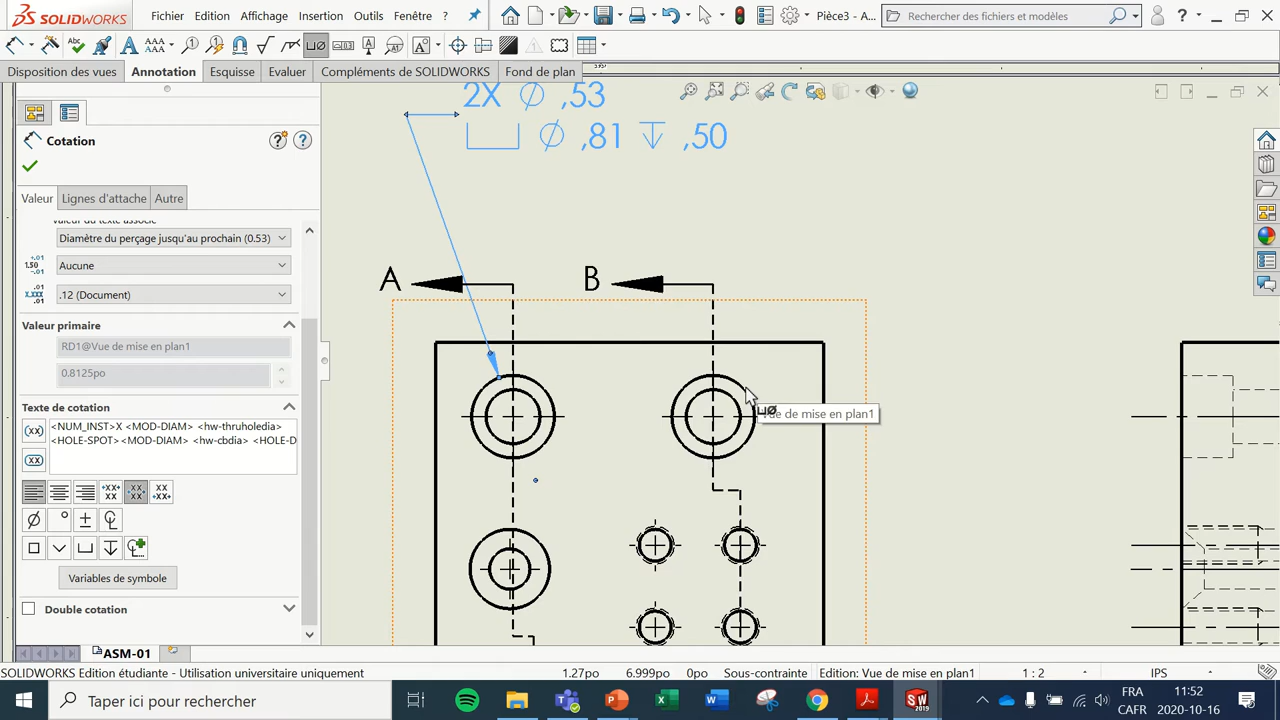 SOLIDWORKS
Fichier Edition Affichage Insertion Outils Fenêtre ?
Pièce3 - A...
Rechercher des fichiers et modèles
?
Disposition des vues Annotation Esquisse Evaluer Compléments de SOLIDWORKS Fond de plan
Cotation
Valeur Lignes d'attache Autre
Valeur du texte associé
Diamètre du perçage jusqu'au prochain (0.53)
Aucune
.12 (Document)
Valeur primaire
RD1@Vue de mise en plan1
0.8125po
Texte de cotation
<NUM_INST>X <MOD-DIAM> <hw-thruholedia>
<HOLE-SPOT><MOD-DIAM> <hw-cbdia> <HOLE-D
Variables de symbole
Double cotation
2X ∅ ,53
⌴ ∅ ,81 ↧ ,50
A
B
Vue de mise en plan1
ASM-01
SOLIDWORKS Edition étudiante - Utilisation universitaire uniquement
1.27po 6.999po 0po Sous-contrainte Edition: Vue de mise en plan1 1 : 2 IPS
Taper ici pour rechercher
FRA
CAFR
11:52
2020-10-16